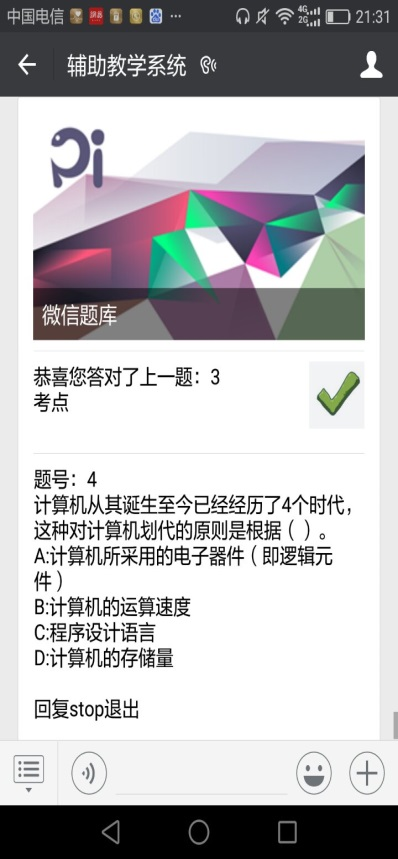 中国电信 21:31
辅助教学系统
pi
微信题库
恭喜您答对了上一题：3
考点
题号：4
计算机从其诞生至今已经经历了4个时代，
这种对计算机划代的原则是根据（ ）。
A:计算机所采用的电子器件（即逻辑元
件）
B:计算机的运算速度
C:程序设计语言
D:计算机的存储量
回复stop退出